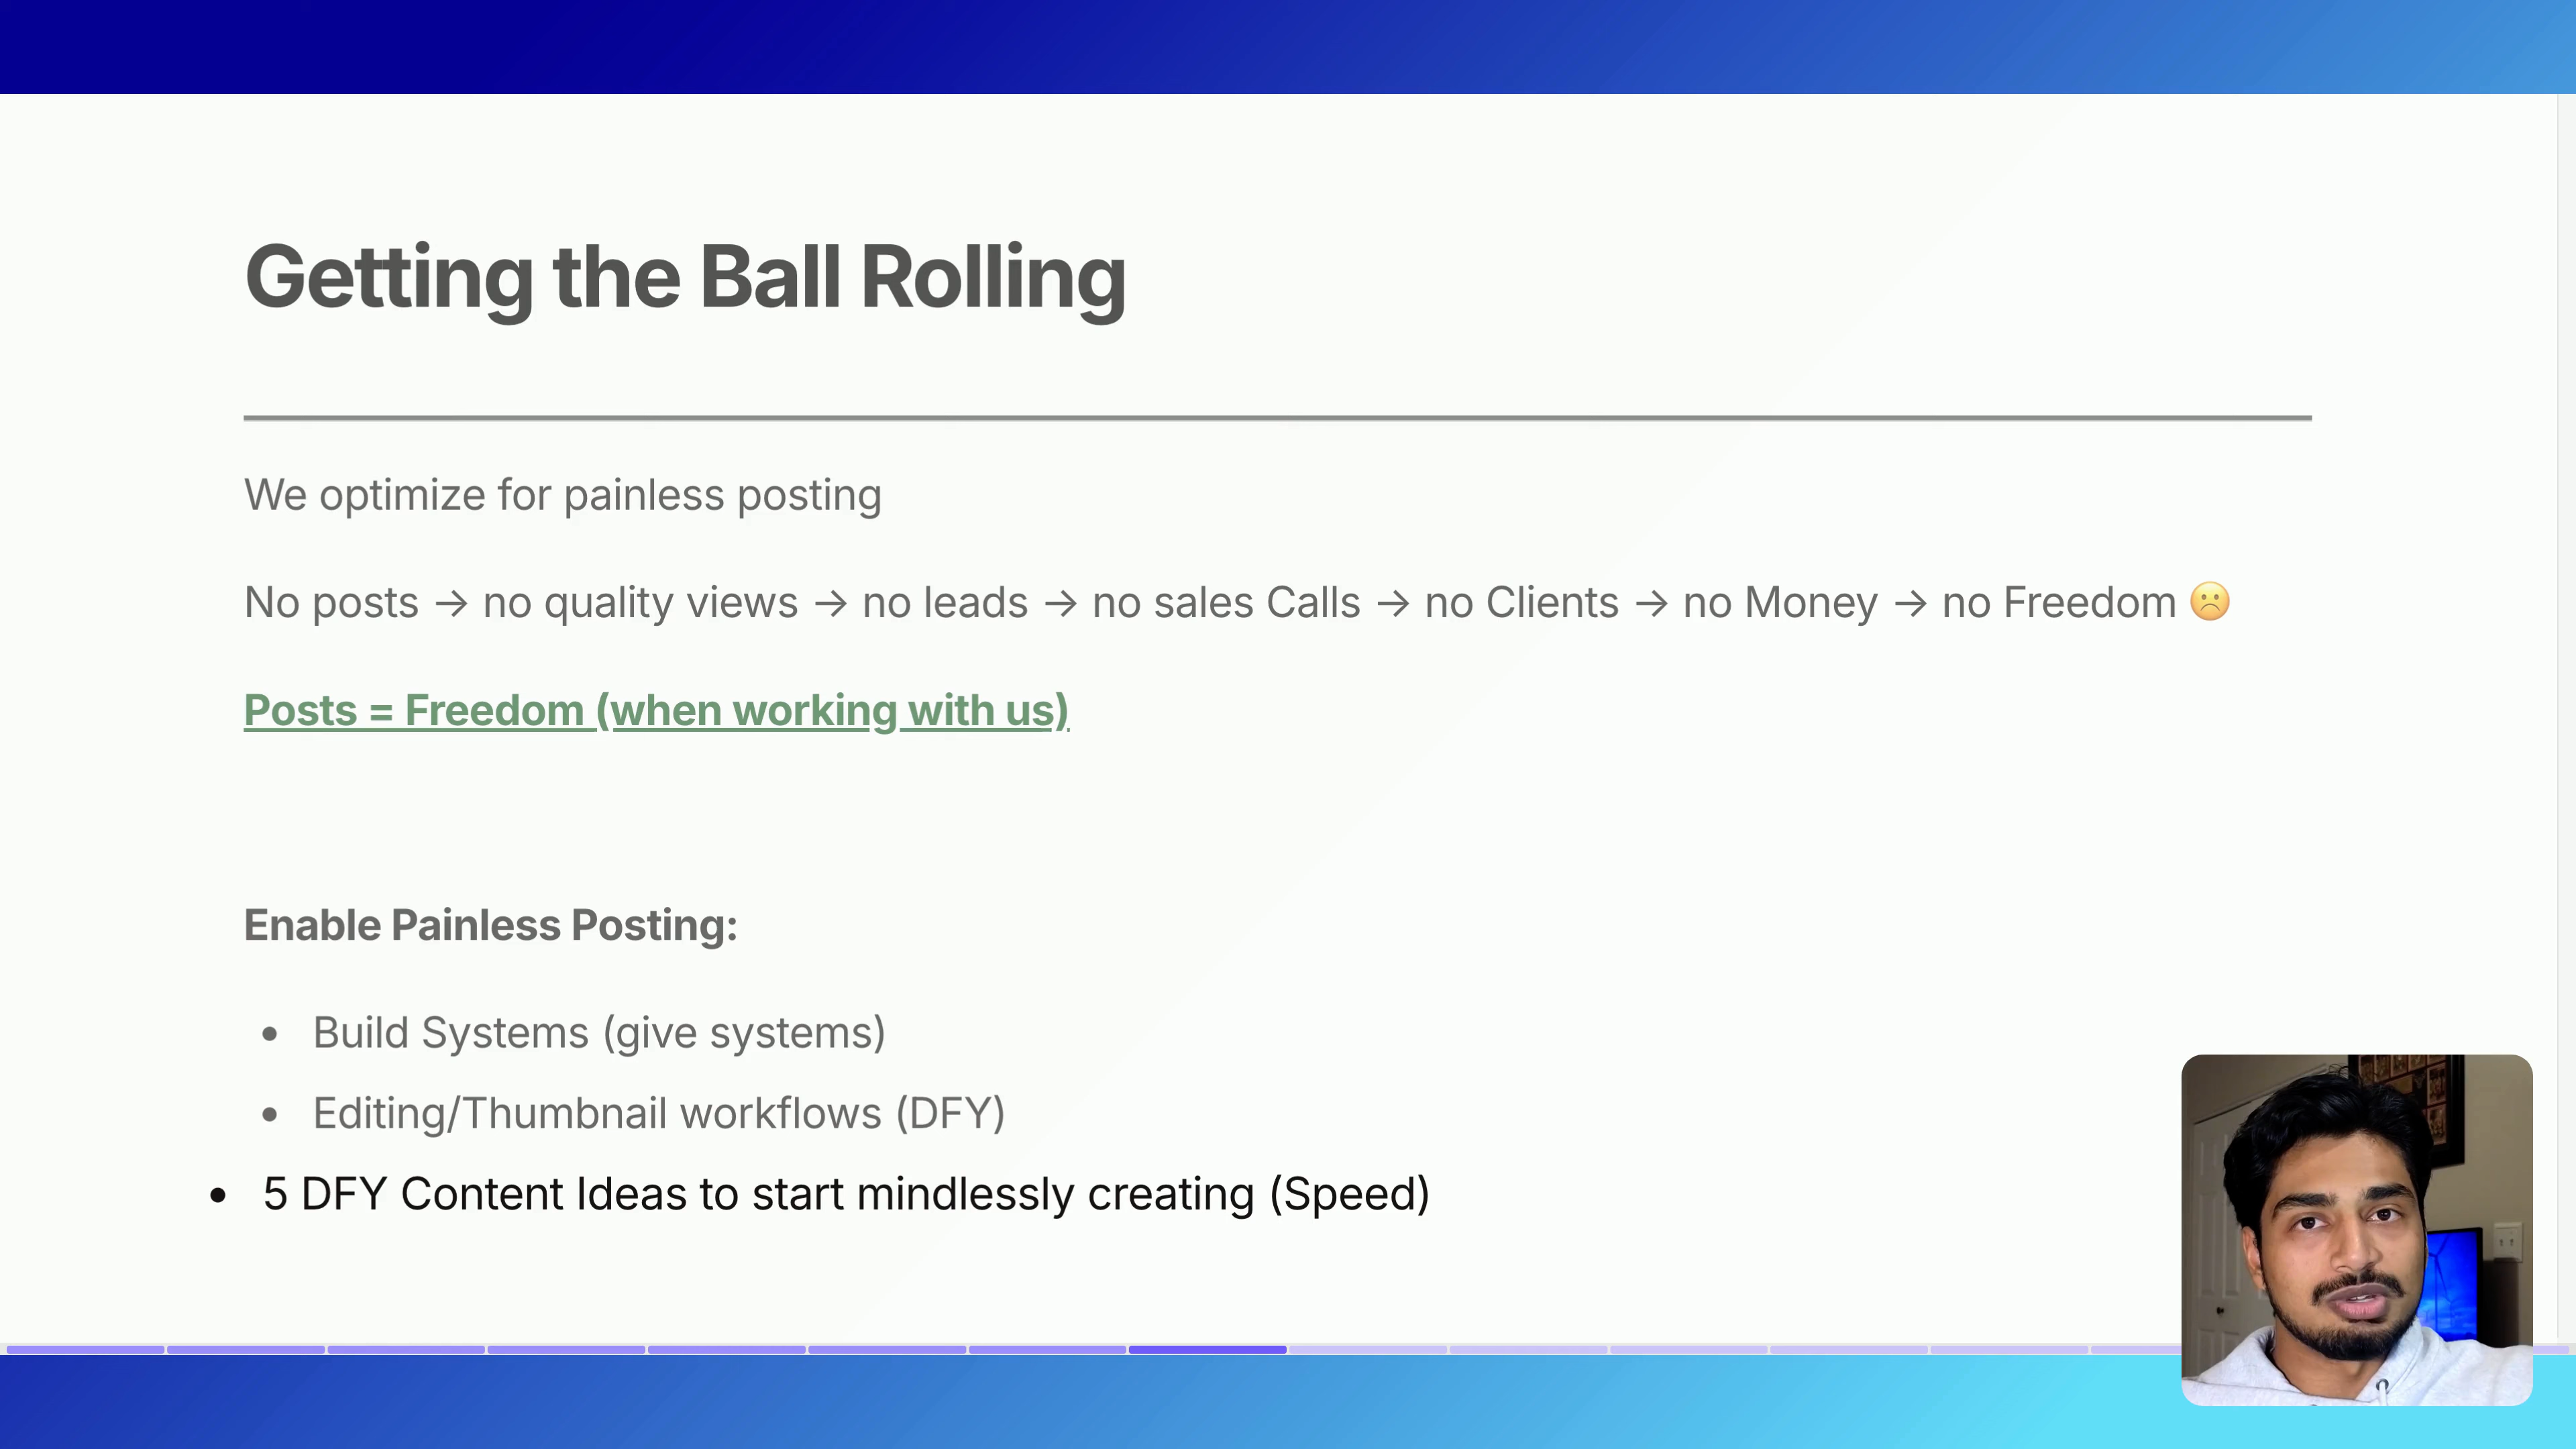 Getting the Ball Rolling
We optimize for painless posting
No posts → no quality views → no leads → no sales Calls → no Clients → no Money → no Freedom ☹️
Posts = Freedom (when working with us)
Enable Painless Posting:
• Build Systems (give systems)
• Editing/Thumbnail workflows (DFY)
• 5 DFY Content Ideas to start mindlessly creating (Speed)